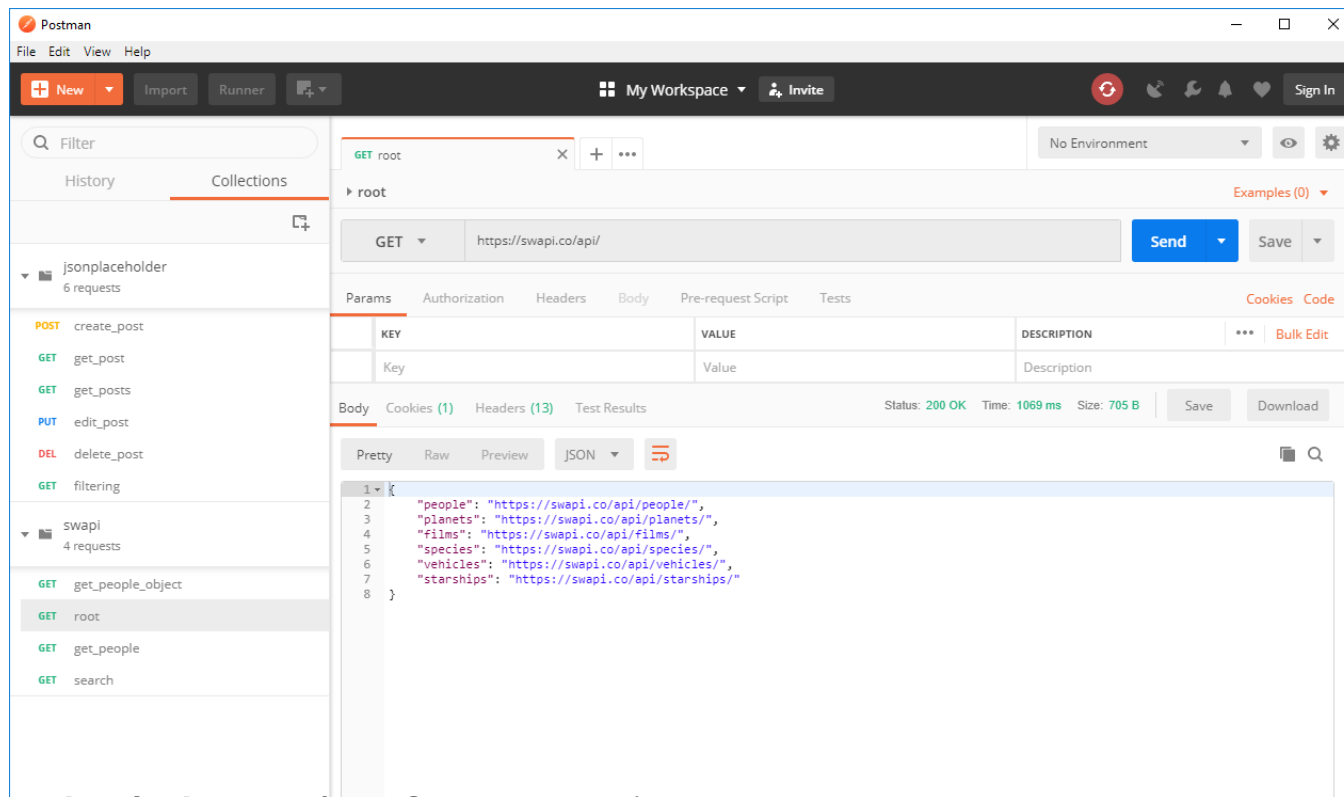 Postman
File Edit View Help
New Import Runner My Workspace Invite Sign In
Filter
History Collections
jsonplaceholder
6 requests
POST create_post
GET get_post
GET get_posts
PUT edit_post
DEL delete_post
GET filtering
swapi
4 requests
GET get_people_object
GET root
GET get_people
GET search
GET root
No Environment
root Examples (0)
GET https://swapi.co/api/ Send Save
Params Authorization Headers Body Pre-request Script Tests Cookies Code
KEY VALUE DESCRIPTION Bulk Edit
Key Value Description
Body Cookies (1) Headers (13) Test Results Status: 200 OK Time: 1069 ms Size: 705 B Save Download
Pretty Raw Preview JSON
1 {
2 "people": "https://swapi.co/api/people/",
3 "planets": "https://swapi.co/api/planets/",
4 "films": "https://swapi.co/api/films/",
5 "species": "https://swapi.co/api/species/",
6 "vehicles": "https://swapi.co/api/vehicles/",
7 "starships": "https://swapi.co/api/starships/"
8 }